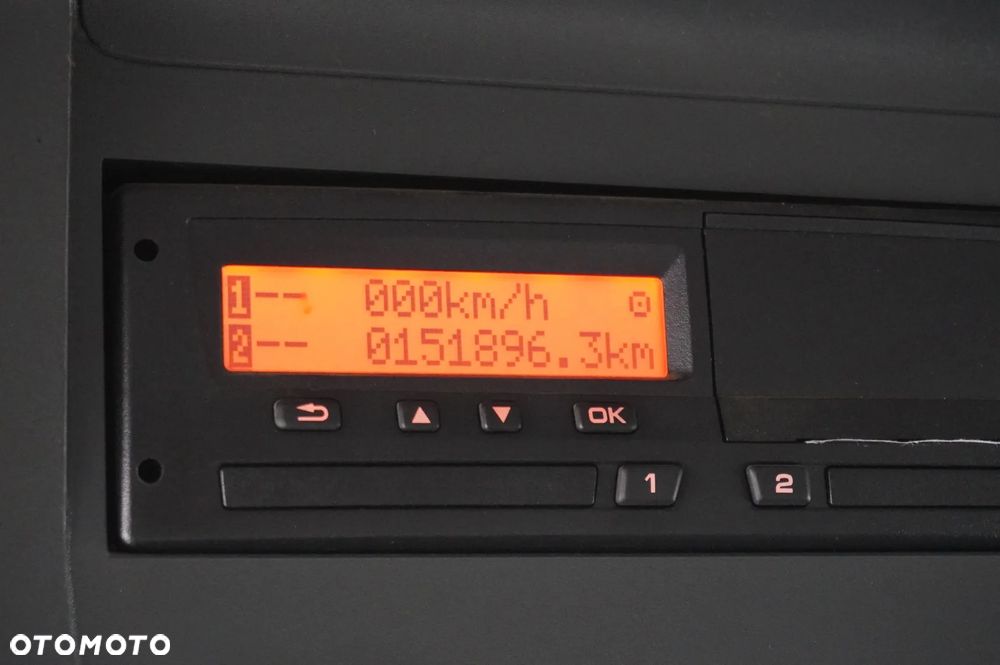 1-- 000km/h
2-- 0151896.3km
OK
1 2
OTOMOTO